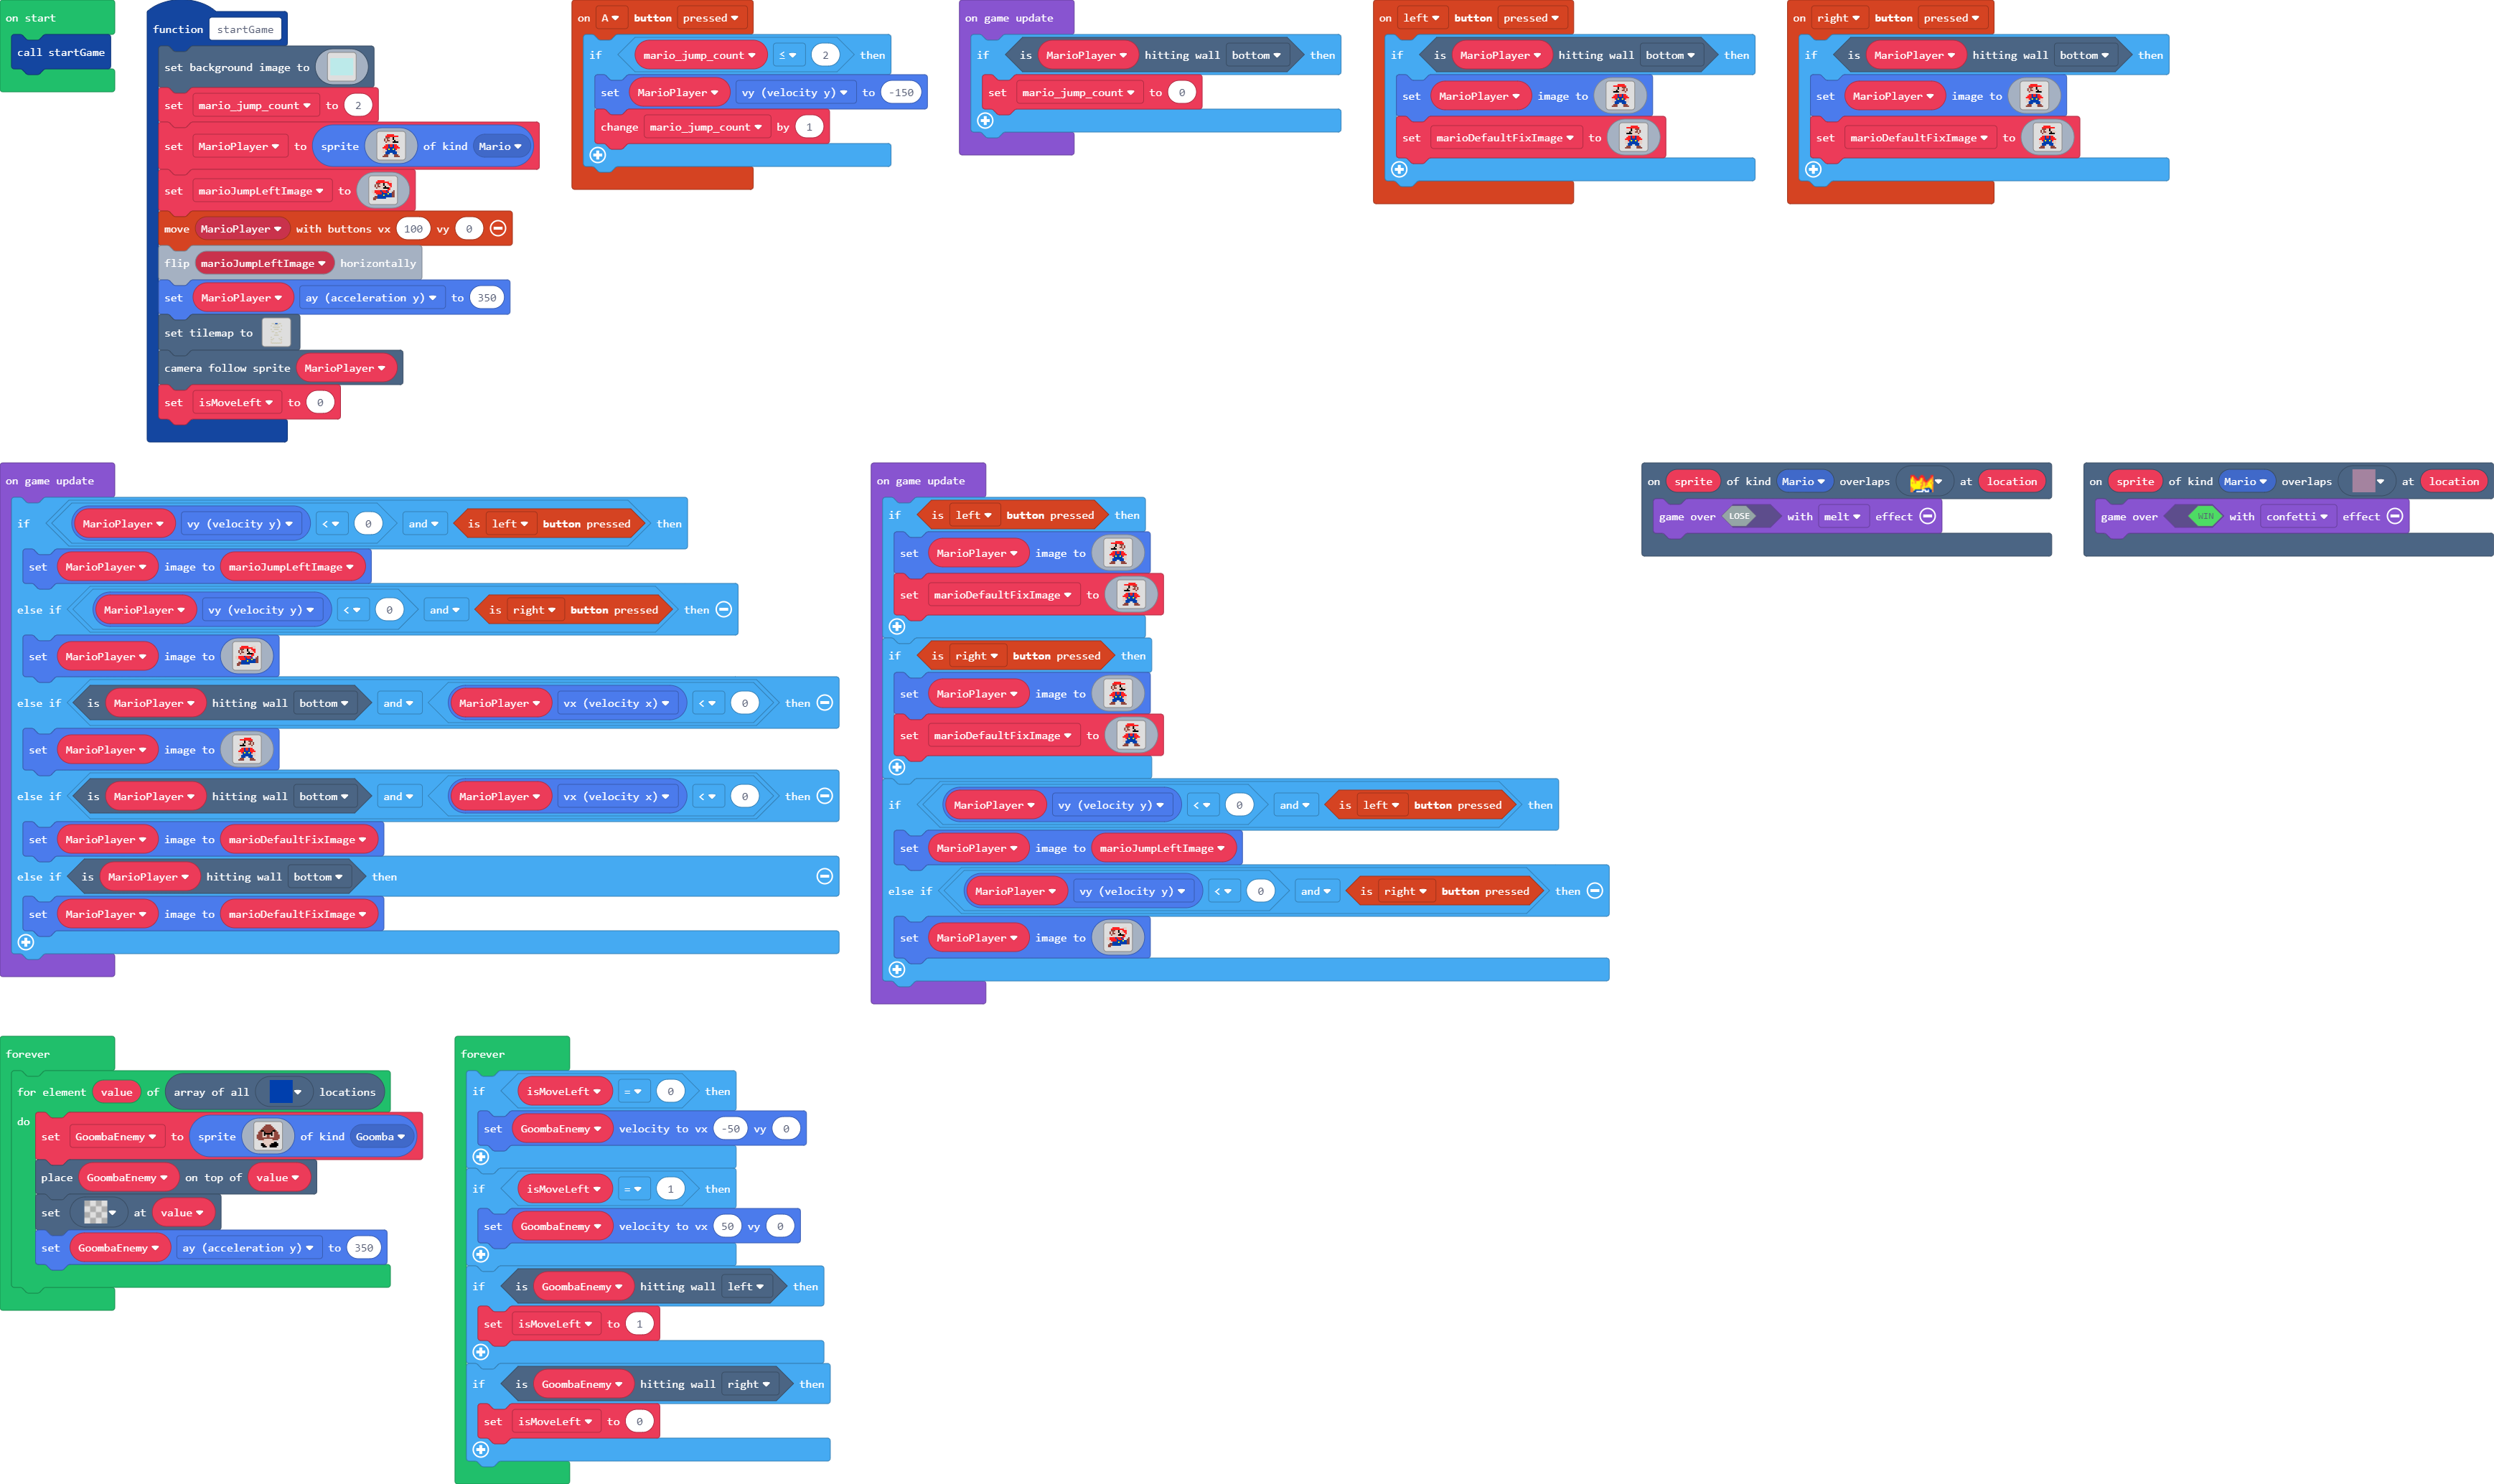 on start
call startGame
function startGame
set background image to
set mario_jump_count to 2
set MarioPlayer to sprite of kind Mario
set marioJumpLeftImage to
move MarioPlayer with buttons vx 100 vy 0
flip marioJumpLeftImage horizontally
set MarioPlayer ay (acceleration y) to 350
set tilemap to
camera follow sprite MarioPlayer
set isMoveLeft to 0
on A button pressed
if mario_jump_count ≤ 2 then
set MarioPlayer vy (velocity y) to -150
change mario_jump_count by 1
on game update
if is MarioPlayer hitting wall bottom then
set mario_jump_count to 0
on left button pressed
if is MarioPlayer hitting wall bottom then
set MarioPlayer image to
set marioDefaultFixImage to
on right button pressed
if is MarioPlayer hitting wall bottom then
set MarioPlayer image to
set marioDefaultFixImage to
on game update
if MarioPlayer vy (velocity y) < 0 and is left button pressed then
set MarioPlayer image to marioJumpLeftImage
else if MarioPlayer vy (velocity y) < 0 and is right button pressed then
set MarioPlayer image to
else if is MarioPlayer hitting wall bottom and MarioPlayer vx (velocity x) < 0 then
set MarioPlayer image to
else if is MarioPlayer hitting wall bottom and MarioPlayer vx (velocity x) < 0 then
set MarioPlayer image to marioDefaultFixImage
else if is MarioPlayer hitting wall bottom then
set MarioPlayer image to marioDefaultFixImage
on game update
if is left button pressed then
set MarioPlayer image to
set marioDefaultFixImage to
if is right button pressed then
set MarioPlayer image to
set marioDefaultFixImage to
if MarioPlayer vy (velocity y) < 0 and is left button pressed then
set MarioPlayer image to marioJumpLeftImage
else if MarioPlayer vy (velocity y) < 0 and is right button pressed then
set MarioPlayer image to
on sprite of kind Mario overlaps at location
game over LOSE with melt effect
on sprite of kind Mario overlaps at location
game over WIN with confetti effect
forever
for element value of array of all locations
do
set GoombaEnemy to sprite of kind Goomba
place GoombaEnemy on top of value
set at value
set GoombaEnemy ay (acceleration y) to 350
forever
if isMoveLeft = 0 then
set GoombaEnemy velocity to vx -50 vy 0
if isMoveLeft = 1 then
set GoombaEnemy velocity to vx 50 vy 0
if is GoombaEnemy hitting wall left then
set isMoveLeft to 1
if is GoombaEnemy hitting wall right then
set isMoveLeft to 0